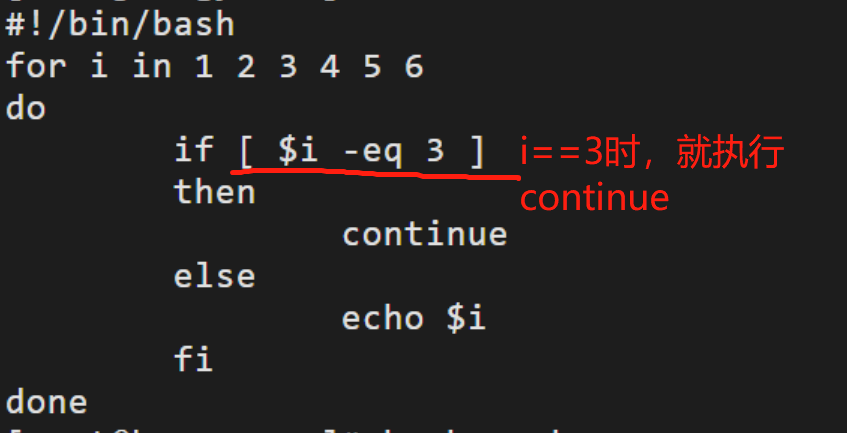 #!/bin/bash
for i in 1 2 3 4 5 6
do
if [ $i -eq 3 ] i==3时，就执行
then continue
continue
else
echo $i
fi
done